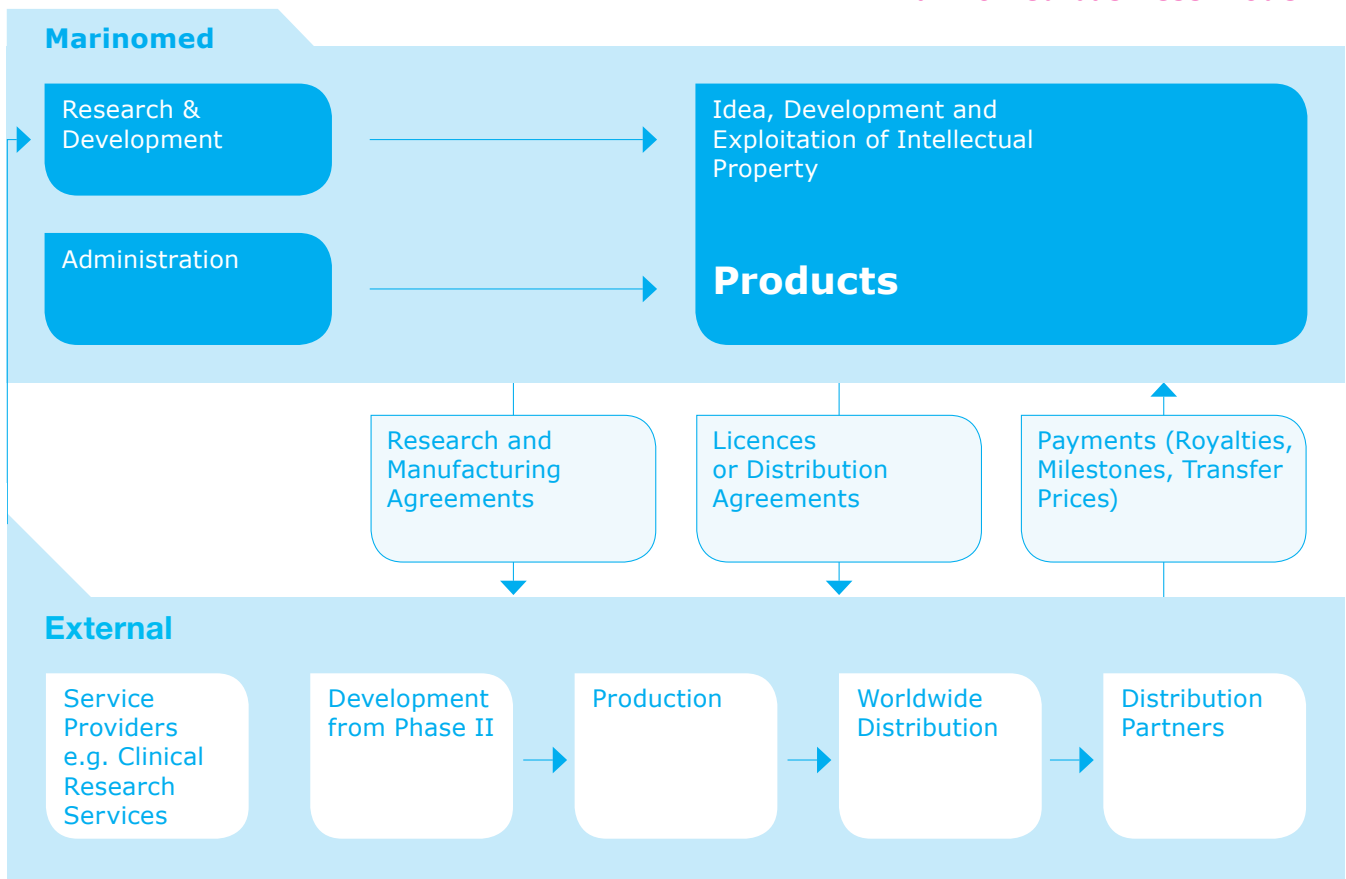 Marinomed
Research &
Development
Idea, Development and
Exploitation of Intellectual
Property
Administration
Products
Research and
Manufacturing
Agreements
Licences
or Distribution
Agreements
Payments (Royalties,
Milestones, Transfer
Prices)
External
Service
Providers
e.g. Clinical
Research
Services
Development
from Phase II
Production
Worldwide
Distribution
Distribution
Partners